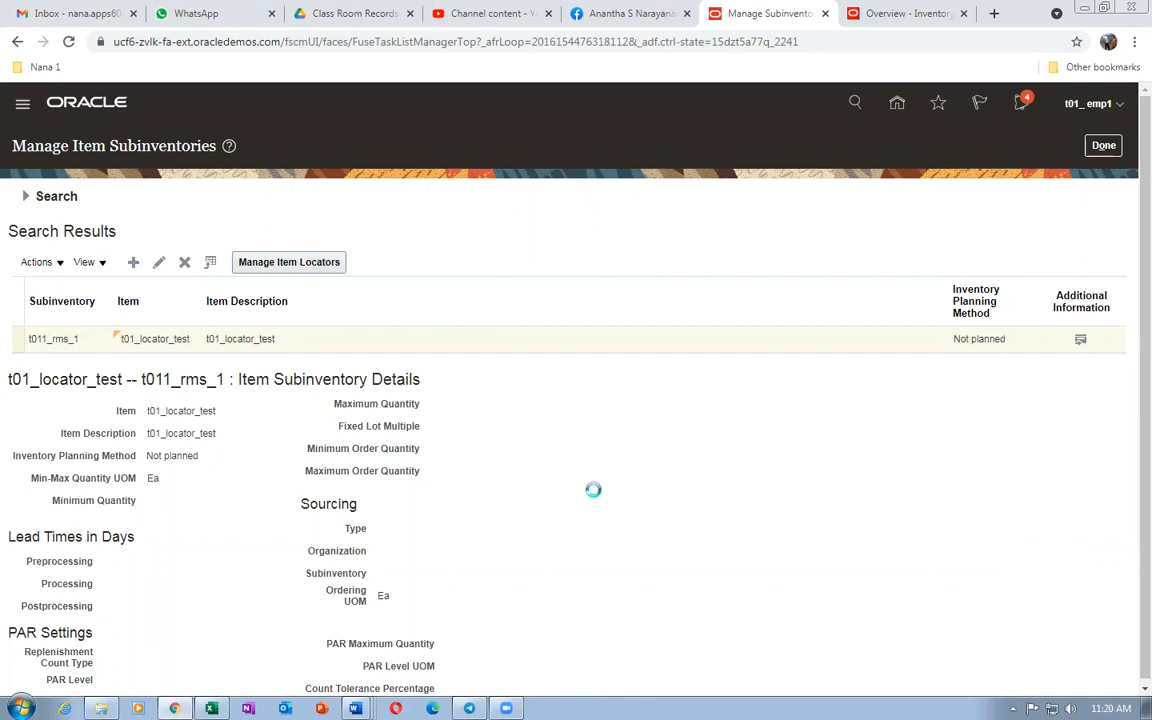 Inbox - nana.apps60
WhatsApp
Class Room Records
Channel content - Y
Anantha S Narayana
Manage Subinvento
Overview - Inventory
ucf6-zvlk-fa-ext.oracledemos.com/fscmUI/faces/FuseTaskListManagerTop?_afrLoop=20161544763181128&_adf.ctrl-state=15dzt5a77q_2241
Nana 1
Other bookmarks
ORACLE
4
t01_ emp1
Manage Item Subinventories
Done
Search
Search Results
Actions
View
Manage Item Locators
Subinventory
Item
Item Description
Inventory Planning Method
Additional Information
t011_rms_1
t01_locator_test
t01_locator_test
Not planned
t01_locator_test -- t011_rms_1 : Item Subinventory Details
Item t01_locator_test
Item Description t01_locator_test
Inventory Planning Method Not planned
Min-Max Quantity UOM Ea
Minimum Quantity
Maximum Quantity
Fixed Lot Multiple
Minimum Order Quantity
Maximum Order Quantity
Lead Times in Days
Preprocessing
Processing
Postprocessing
Sourcing
Type
Organization
Subinventory
Ordering UOM Ea
PAR Settings
Replenishment Count Type
PAR Level
PAR Maximum Quantity
PAR Level UOM
Count Tolerance Percentage
11:20 AM